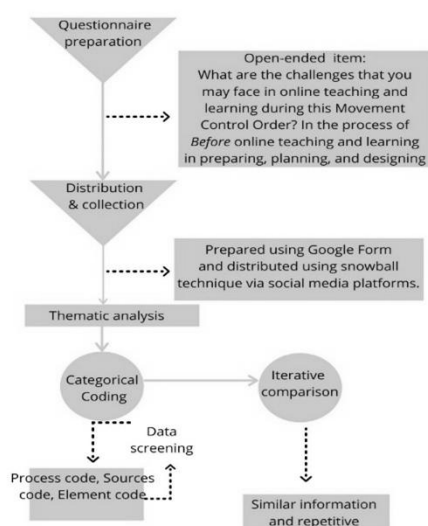 Questionnaire
preparation
Open-ended item:
What are the challenges that you
may face in online teaching and
learning during this Movement
Control Order? In the process of
Before online teaching and learning
in preparing, planning, and designing
Distribution
& collection
Prepared using Google Form
and distributed using snowball
technique via social media platforms.
Thematic analysis
Categorical
Coding
Iterative
comparison
Data
screening
Process code, Sources
code, Element code
Similar information
and repetitive